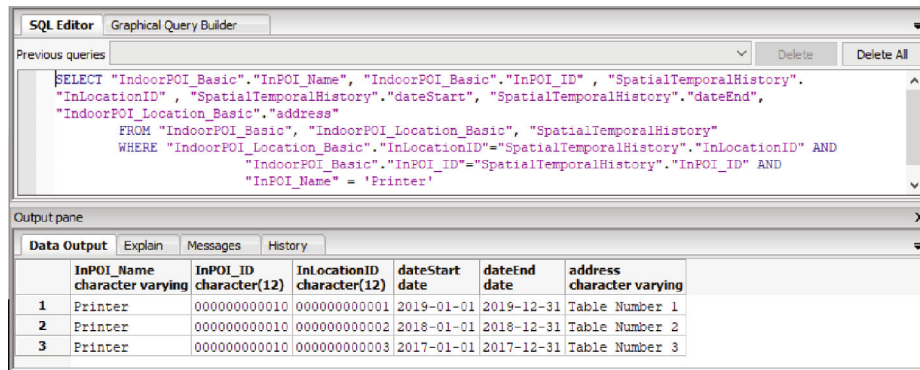 SQL Editor Graphical Query Builder
Previous queries Delete Delete All
SELECT "IndoorPOI_Basic"."InPOI_Name", "IndoorPOI_Basic"."InPOI_ID" , "SpatialTemporalHistory".
"InLocationID" , "SpatialTemporalHistory"."dateStart", "SpatialTemporalHistory"."dateEnd",
"IndoorPOI_Location_Basic"."address"
FROM "IndoorPOI_Basic", "IndoorPOI_Location_Basic", "SpatialTemporalHistory"
WHERE "IndoorPOI_Location_Basic"."InLocationID"="SpatialTemporalHistory"."InLocationID" AND
"IndoorPOI_Basic"."InPOI_ID"="SpatialTemporalHistory"."InPOI_ID" AND
"InPOI_Name" = 'Printer'
Output pane X
Data Output Explain Messages History
InPOI_Name InPOI_ID InLocationID dateStart dateEnd address
character varying character(12) character(12) date date character varying
1 Printer 000000000010 000000000001 2019-01-01 2019-12-31 Table Number 1
2 Printer 000000000010 000000000002 2018-01-01 2018-12-31 Table Number 2
3 Printer 000000000010 000000000003 2017-01-01 2017-12-31 Table Number 3